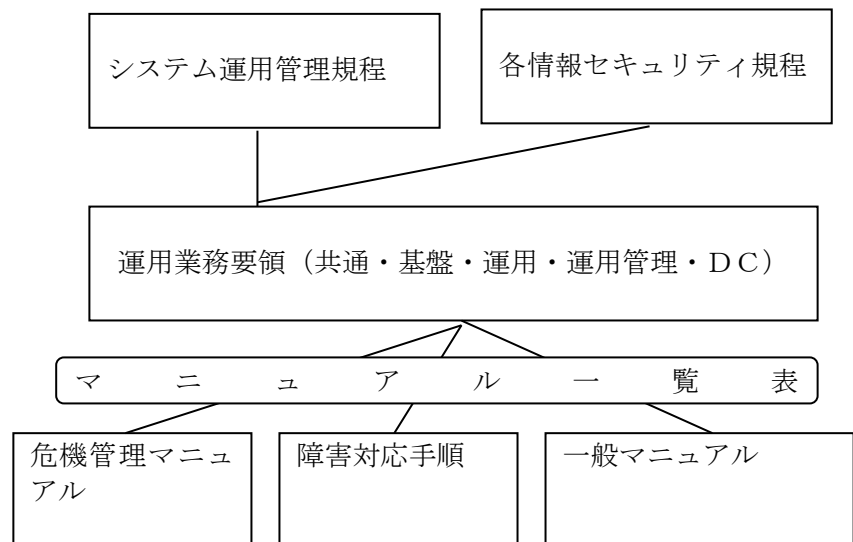 システム運用管理規程
各情報セキュリティ規程
運用業務要領（共通・基盤・運用・運用管理・ＤＣ）
マニュアル一覧表
危機管理マニュ
アル
障害対応手順
一般マニュアル